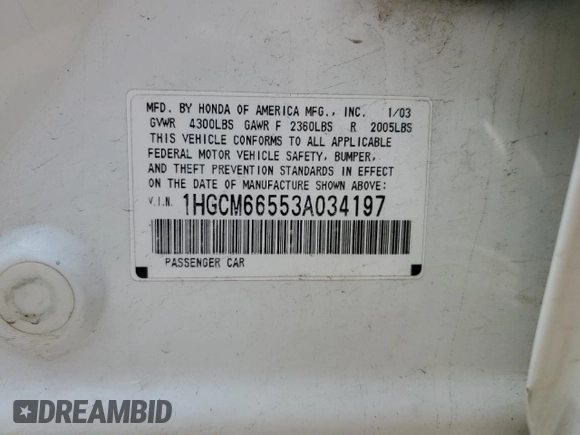 MFD. BY HONDA OF AMERICA MFG., INC. 1/03
GVWR 4300LBS GAWR F 2360LBS R 2005LBS
THIS VEHICLE CONFORMS TO ALL APPLICABLE
FEDERAL MOTOR VEHICLE SAFETY, BUMPER,
AND THEFT PREVENTION STANDARDS IN EFFECT
ON THE DATE OF MANUFACTURE SHOWN ABOVE:
V.I.N. 1HGCM66553A034197
PASSENGER CAR
DREAMBID